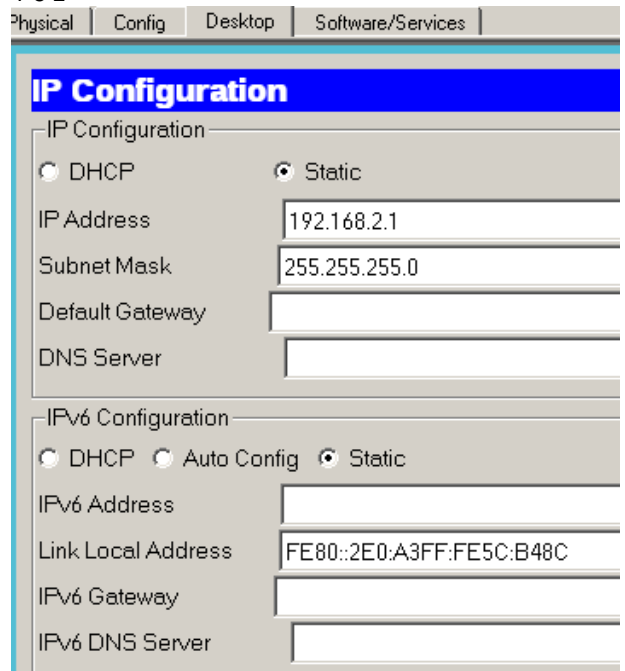 Physical Config Desktop Software/Services
IP Configuration
IP Configuration
DHCP Static
IP Address 192.168.2.1
Subnet Mask 255.255.255.0
Default Gateway
DNS Server
IPv6 Configuration
DHCP Auto Config Static
IPv6 Address
Link Local Address FE80::2E0:A3FF:FE5C:B48C
IPv6 Gateway
IPv6 DNS Server